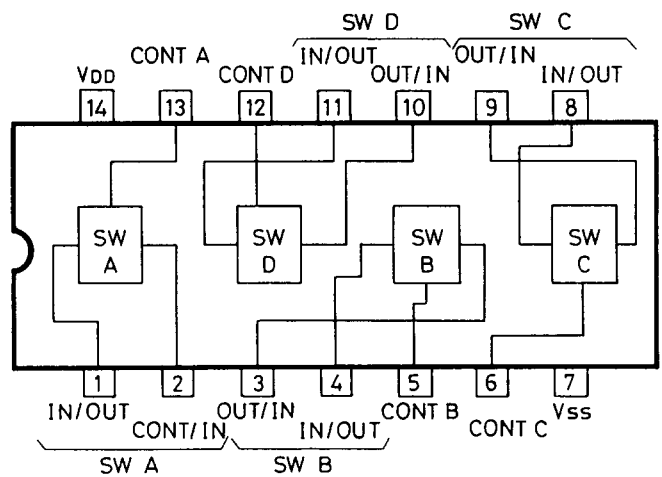 SW D
SW C
CONT A
IN/OUT
OUT/IN
VDD
CONT D
OUT/IN
IN/OUT
14
13
12
11
10
9
8
SW
A
SW
D
SW
B
SW
C
1
2
3
4
5
6
7
IN/OUT
OUT/IN
CONT B
VSS
CONT/IN
IN/OUT
CONT C
SW A
SW B